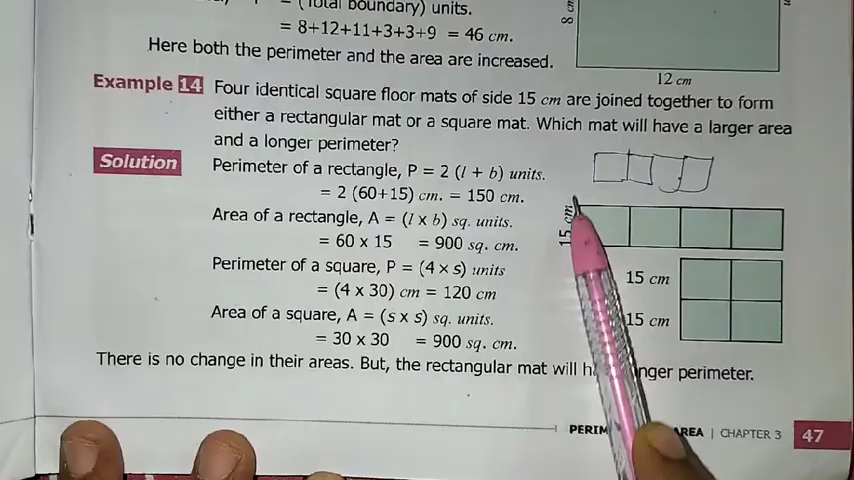 = (Total boundary) units.
= 8+12+11+3+3+9 = 46 cm.
8 cm
Here both the perimeter and the area are increased.
12 cm
Example 14 Four identical square floor mats of side 15 cm are joined together to form
either a rectangular mat or a square mat. Which mat will have a larger area
and a longer perimeter?
Solution Perimeter of a rectangle, P = 2 (l + b) units.
= 2 (60+15) cm. = 150 cm.
Area of a rectangle, A = (l x b) sq. units.
15 cm
= 60 x 15 = 900 sq. cm.
Perimeter of a square, P = (4 × s) units
15 cm
= (4 x 30) cm = 120 cm
Area of a square, A = (s x s) sq. units.
15 cm
= 30 x 30 = 900 sq. cm.
There is no change in their areas. But, the rectangular mat will nger perimeter.
PERIM AREA | CHAPTER 3 47